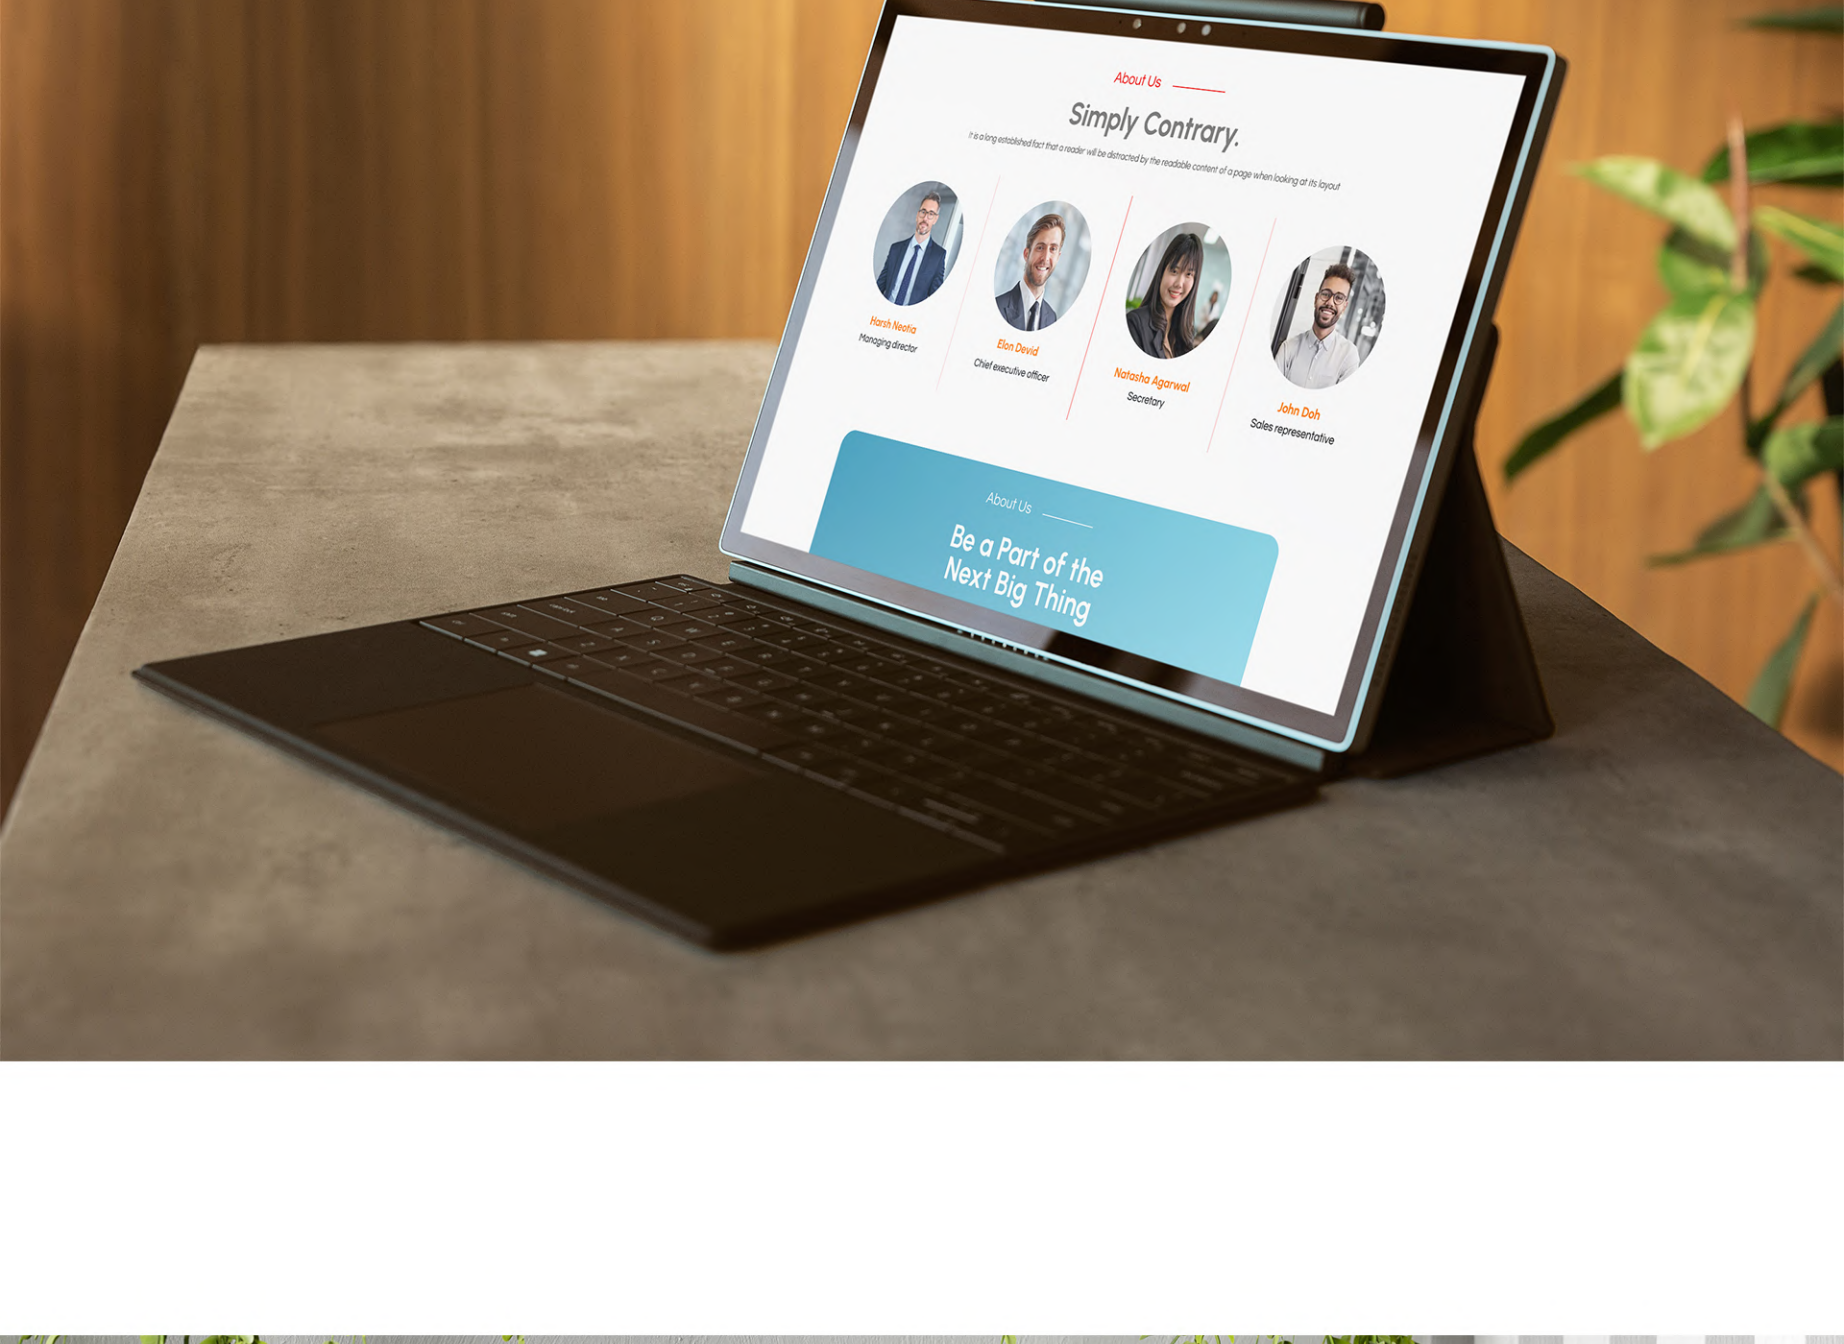 About Us
Simply Contrary.
It is a long established fact that a reader will be distracted by the readable content of a page when looking at its layout
Harsh Neotia
Managing director
Elon Devid
Chief executive officer
Natasha Agarwal
Secretary
John Doh
Sales representative
About Us
Be a Part of the
Next Big Thing